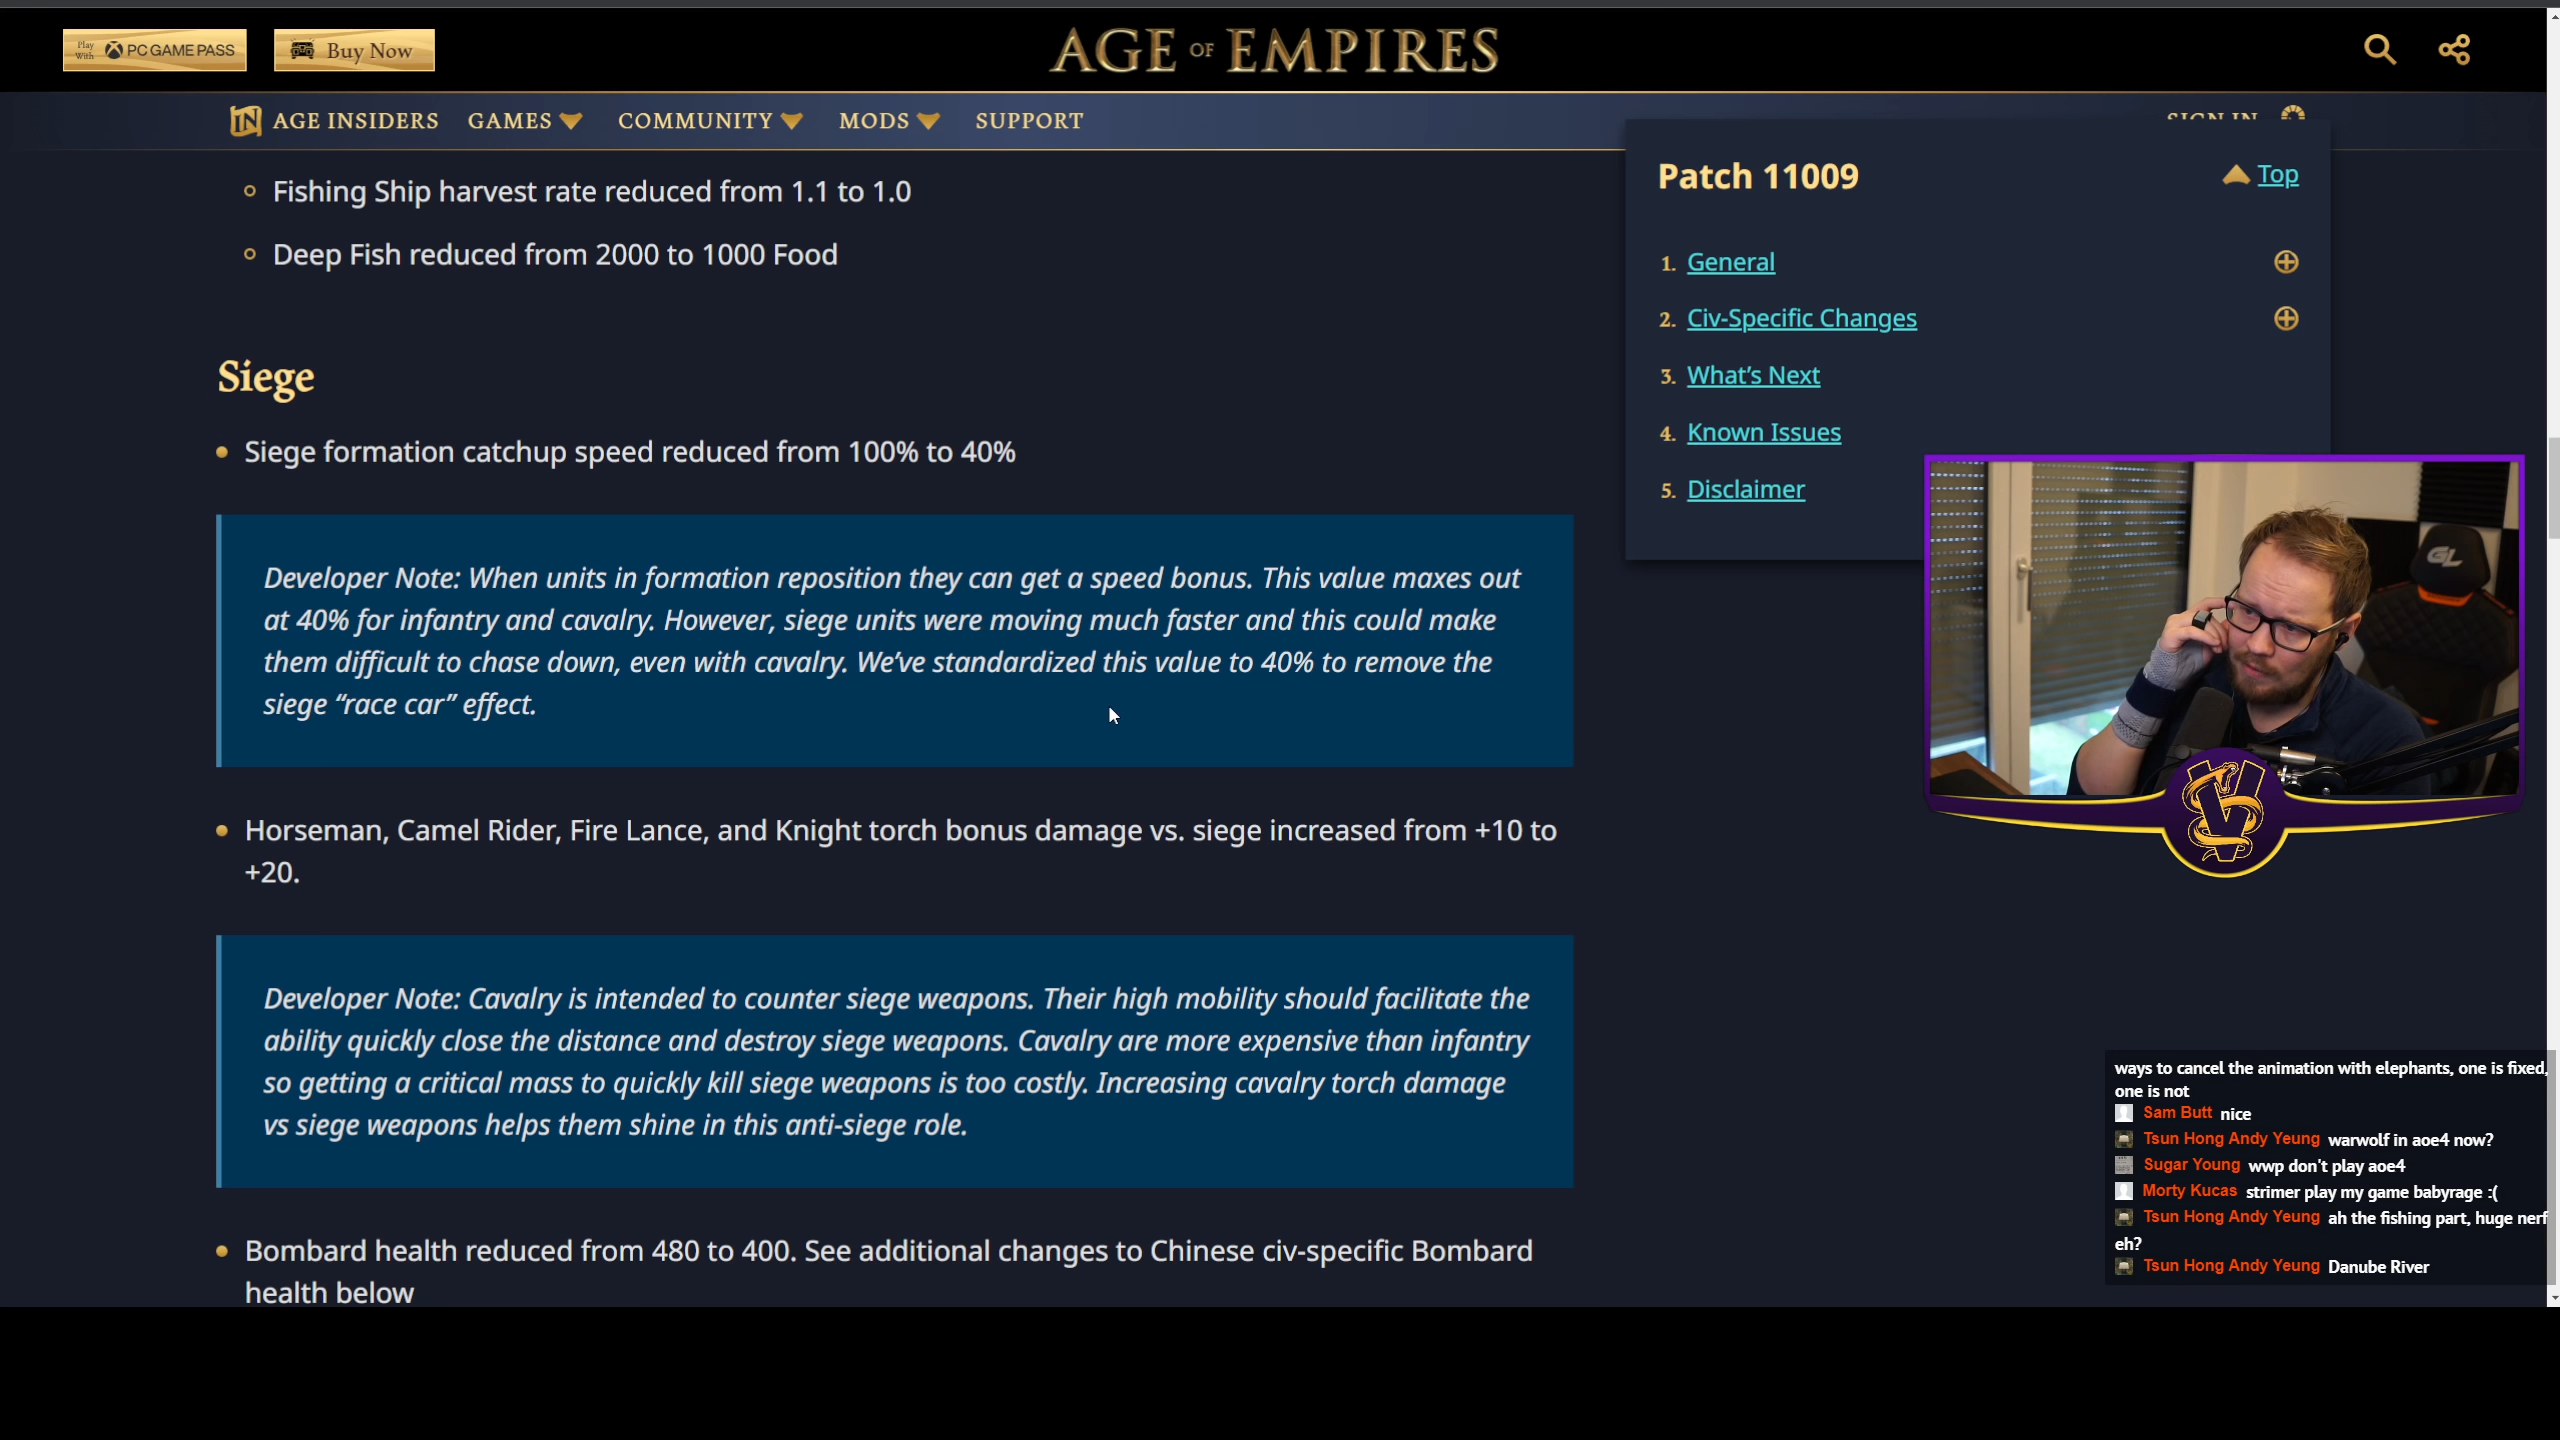 Play With PC GAME PASS
Buy Now
AGE OF EMPIRES
IN AGE INSIDERS GAMES COMMUNITY MODS SUPPORT
SIGN IN
Fishing Ship harvest rate reduced from 1.1 to 1.0
Deep Fish reduced from 2000 to 1000 Food
Siege
Siege formation catchup speed reduced from 100% to 40%
Developer Note: When units in formation reposition they can get a speed bonus. This value maxes out
at 40% for infantry and cavalry. However, siege units were moving much faster and this could make
them difficult to chase down, even with cavalry. We’ve standardized this value to 40% to remove the
siege “race car” effect.
Horseman, Camel Rider, Fire Lance, and Knight torch bonus damage vs. siege increased from +10 to
+20.
Developer Note: Cavalry is intended to counter siege weapons. Their high mobility should facilitate the
ability quickly close the distance and destroy siege weapons. Cavalry are more expensive than infantry
so getting a critical mass to quickly kill siege weapons is too costly. Increasing cavalry torch damage
vs siege weapons helps them shine in this anti-siege role.
Bombard health reduced from 480 to 400. See additional changes to Chinese civ-specific Bombard
health below
Patch 11009
Top
1. General
2. Civ-Specific Changes
3. What’s Next
4. Known Issues
5. Disclaimer
GL
ways to cancel the animation with elephants, one is fixed,
one is not
Sam Butt nice
Tsun Hong Andy Yeung warwolf in aoe4 now?
Sugar Young wwp don't play aoe4
Morty Kucas strimer play my game babyrage :(
Tsun Hong Andy Yeung ah the fishing part, huge nerf
eh?
Tsun Hong Andy Yeung Danube River